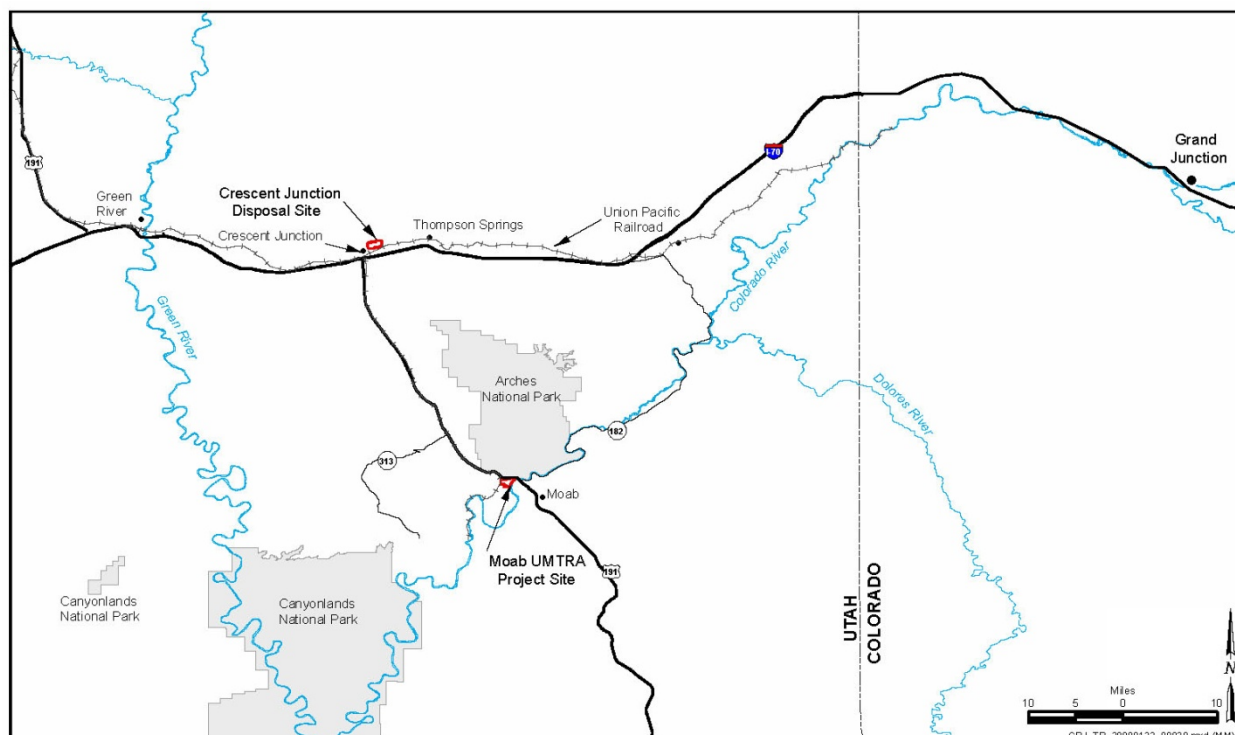 191
Green
River
Crescent Junction
Disposal Site
Crescent Junction
Thompson Springs
Union Pacific
Railroad
I-70
Grand
Junction
Colorado River
Green River
Arches
National Park
Dolores River
182
313
Moab
Moab UMTRA
Project Site
191
Canyonlands
National Park
Canyonlands
National Park
UTAH
COLORADO
N
Miles
10 5 0 10